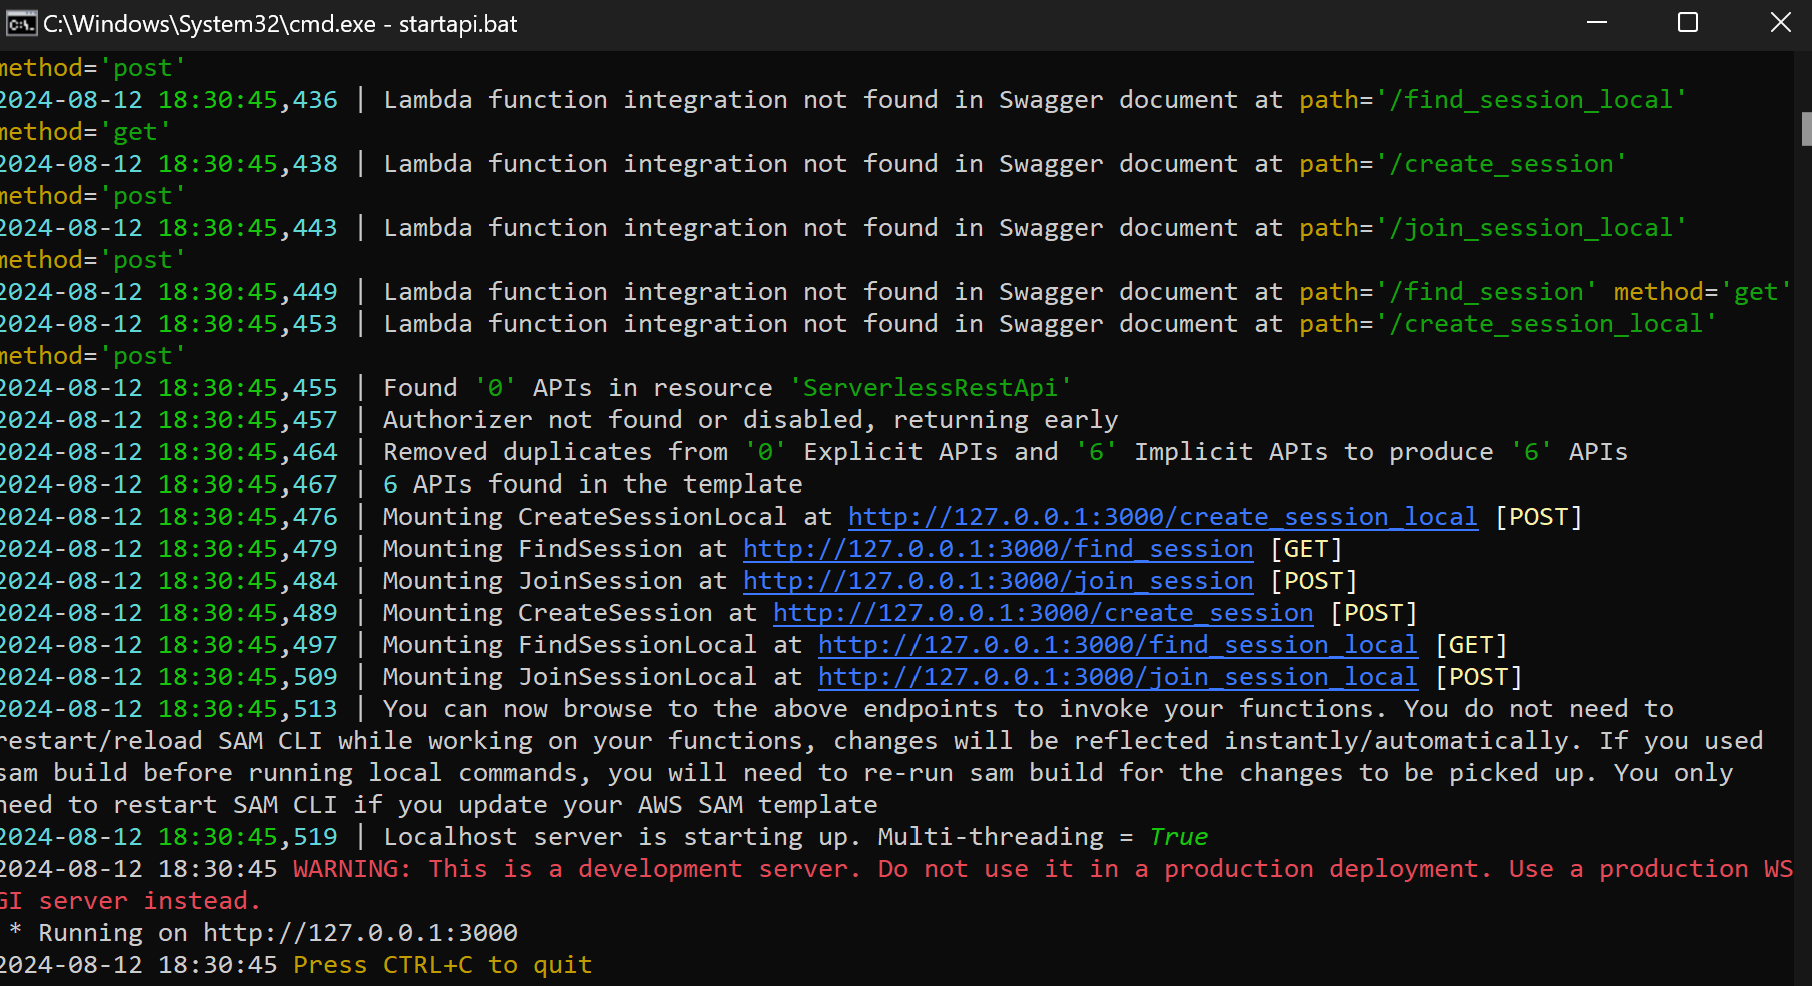 C:\Windows\System32\cmd.exe - startapi.bat
method='post'
2024-08-12 18:30:45,436 | Lambda function integration not found in Swagger document at path='/find_session_local'
method='get'
2024-08-12 18:30:45,438 | Lambda function integration not found in Swagger document at path='/create_session'
method='post'
2024-08-12 18:30:45,443 | Lambda function integration not found in Swagger document at path='/join_session_local'
method='post'
2024-08-12 18:30:45,449 | Lambda function integration not found in Swagger document at path='/find_session' method='get'
2024-08-12 18:30:45,453 | Lambda function integration not found in Swagger document at path='/create_session_local'
method='post'
2024-08-12 18:30:45,455 | Found '0' APIs in resource 'ServerlessRestApi'
2024-08-12 18:30:45,457 | Authorizer not found or disabled, returning early
2024-08-12 18:30:45,464 | Removed duplicates from '0' Explicit APIs and '6' Implicit APIs to produce '6' APIs
2024-08-12 18:30:45,467 | 6 APIs found in the template
2024-08-12 18:30:45,476 | Mounting CreateSessionLocal at http://127.0.0.1:3000/create_session_local [POST]
2024-08-12 18:30:45,479 | Mounting FindSession at http://127.0.0.1:3000/find_session [GET]
2024-08-12 18:30:45,484 | Mounting JoinSession at http://127.0.0.1:3000/join_session [POST]
2024-08-12 18:30:45,489 | Mounting CreateSession at http://127.0.0.1:3000/create_session [POST]
2024-08-12 18:30:45,497 | Mounting FindSessionLocal at http://127.0.0.1:3000/find_session_local [GET]
2024-08-12 18:30:45,509 | Mounting JoinSessionLocal at http://127.0.0.1:3000/join_session_local [POST]
2024-08-12 18:30:45,513 | You can now browse to the above endpoints to invoke your functions. You do not need to
restart/reload SAM CLI while working on your functions, changes will be reflected instantly/automatically. If you used
sam build before running local commands, you will need to re-run sam build for the changes to be picked up. You only
need to restart SAM CLI if you update your AWS SAM template
2024-08-12 18:30:45,519 | Localhost server is starting up. Multi-threading = True
2024-08-12 18:30:45 WARNING: This is a development server. Do not use it in a production deployment. Use a production WS
GI server instead.
 * Running on http://127.0.0.1:3000
2024-08-12 18:30:45 Press CTRL+C to quit